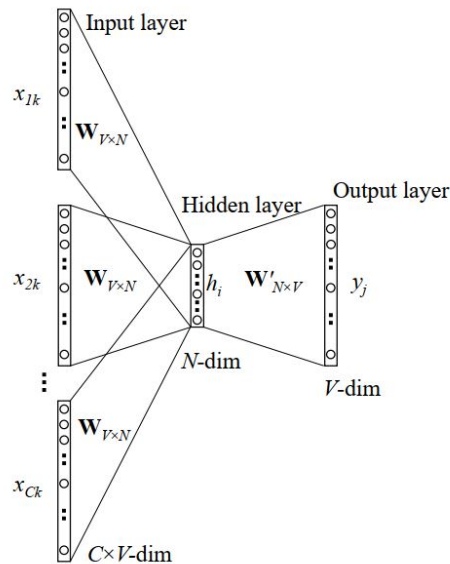 Input layer
x1k
WV×N
Hidden layer
Output layer
x2k
WV×N
hi
W'N×V
yj
N-dim
V-dim
...
WV×N
xCk
C×V-dim